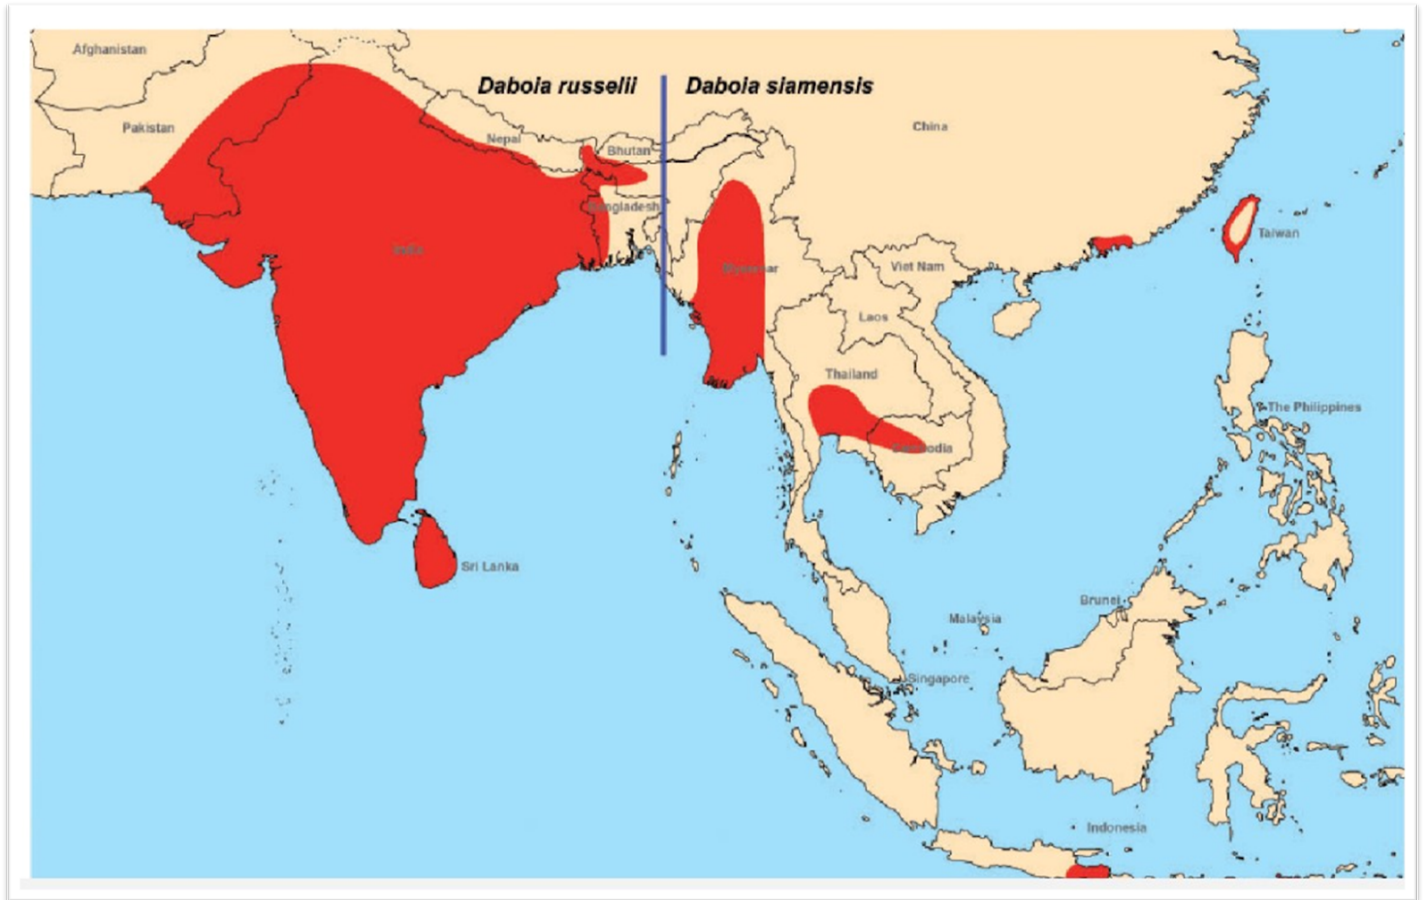 Afghanistan
Daboia russelii
Daboia siamensis
Pakistan
China
Nepal
Bhutan
Bangladesh
Taiwan
India
Myanmar
Viet Nam
Laos
Thailand
The Philippines
Cambodia
Sri Lanka
Brunei
Malaysia
Singapore
Indonesia